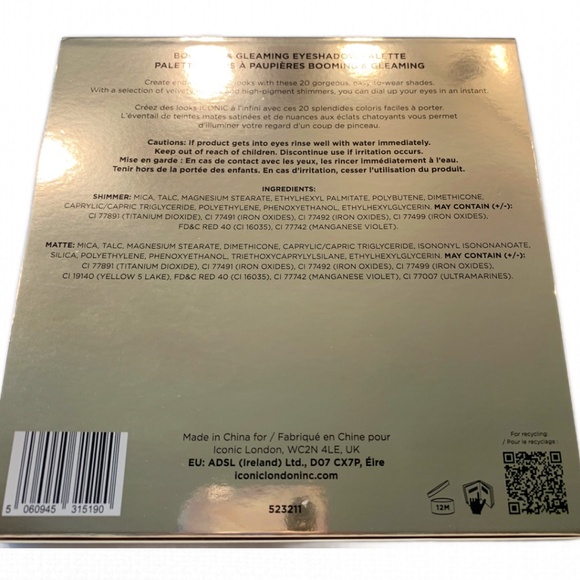 GLEAMING EYESHADOW
PAUPIÈRES BOOMING & GLEAMING
with these 20 gorgeous, easy-to-wear shades.
With a selection of high-pigment shimmers, you can dial up your eyes in an instant.
Créez des looks ICONIC à l'infini avec ces 20 splendides coloris faciles à porter.
L'éventail de teintes mates satinées et de nuances aux éclats chatoyants vous permet
d'illuminer votre regard d'un coup de pinceau.
Cautions: If product gets into eyes rinse well with water immediately.
Keep out of reach of children. Discontinue use if irritation occurs.
Mise en garde : En cas de contact avec les yeux, les rincer immédiatement à l'eau.
Tenir hors de la portée des enfants. En cas d'irritation, cesser l'utilisation du produit.
INGREDIENTS:
SHIMMER: MICA, TALC, MAGNESIUM STEARATE, ETHYLHEXYL PALMITATE, POLYBUTENE, DIMETHICONE,
CAPRYLIC/CAPRIC TRIGLYCERIDE, POLYETHYLENE, PHENOXYETHANOL, ETHYLHEXYLGLYCERIN. MAY CONTAIN (+/-):
CI 77891 (TITANIUM DIOXIDE), CI 77491 (IRON OXIDES), CI 77492 (IRON OXIDES), CI 77499 (IRON OXIDES),
FD&C RED 40 (CI 16035), CI 77742 (MANGANESE VIOLET).
MATTE: MICA, TALC, MAGNESIUM STEARATE, DIMETHICONE, CAPRYLIC/CAPRIC TRIGLYCERIDE, ISONONYL ISONONANOATE,
SILICA, POLYETHYLENE, PHENOXYETHANOL, TRIETHOXYCAPRYLYLSILANE, ETHYLHEXYLGLYCERIN. MAY CONTAIN (+/-):
CI 77891 (TITANIUM DIOXIDE), CI 77491 (IRON OXIDES), CI 77492 (IRON OXIDES), CI 77499 (IRON OXIDES),
CI 19140 (YELLOW 5 LAKE), FD&C RED 40 (CI 16035), CI 77742 (MANGANESE VIOLET), CI 77007 (ULTRAMARINES).
Made in China for / Fabriqué en Chine pour
Iconic London, WC2N 4LE, UK
EU: ADSL (Ireland) Ltd., D07 CX7P, Éire
iconiclondoninc.com
523211
5 060945 315190
12M
For recycling:
/ Pour le recyclage :